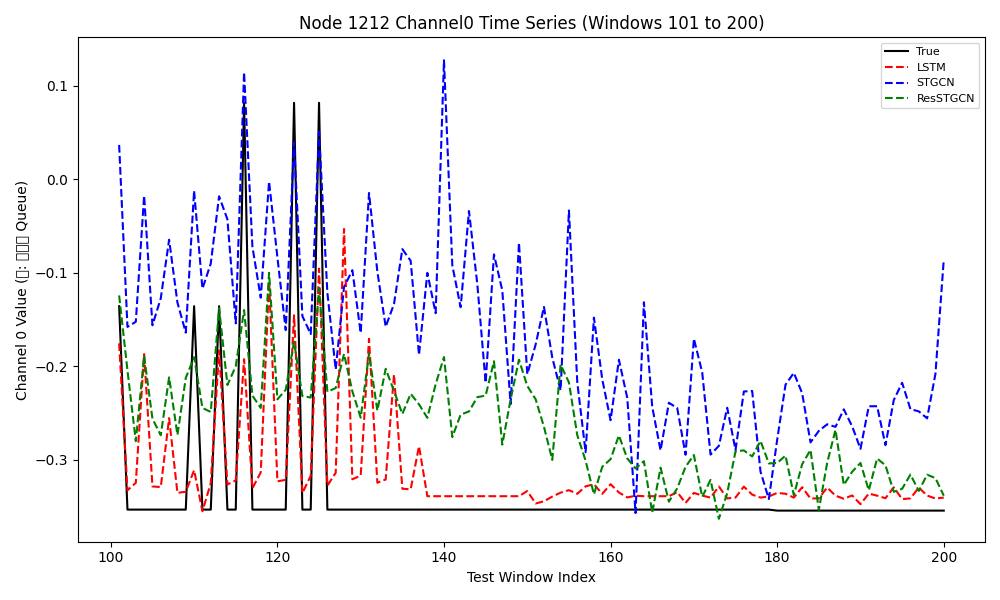 Node 1212 Channel0 Time Series (Windows 101 to 200)
True
LSTM
STGCN
ResSTGCN
Channel 0 Value (: Queue)
0.1
0.0
−0.1
−0.2
−0.3
100
120
140
160
180
200
Test Window Index